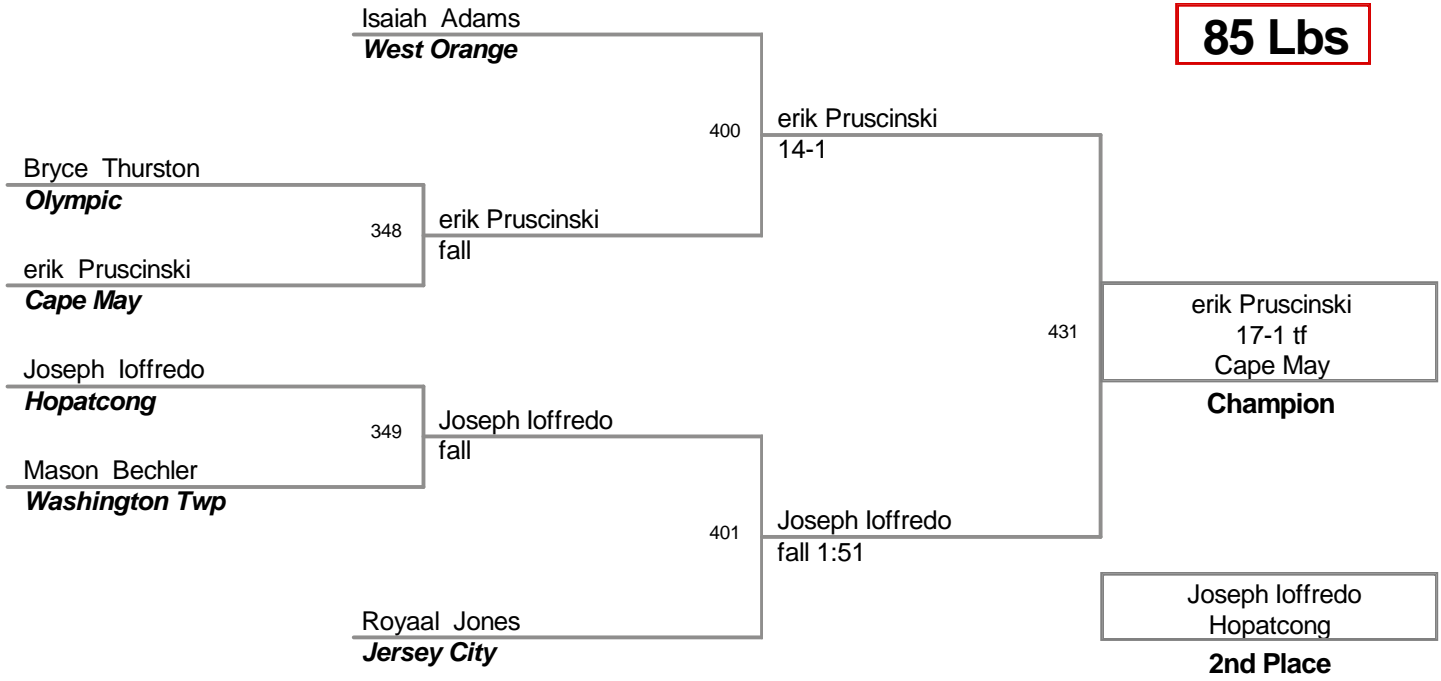 Isaiah Adams
West Orange
85 Lbs
400
erik Pruscinski
14-1
Bryce Thurston
Olympic
348
erik Pruscinski
fall
erik Pruscinski
Cape May
431
erik Pruscinski
17-1 tf
Cape May
Champion
Joseph Ioffredo
Hopatcong
349
Joseph Ioffredo
fall
Mason Bechler
Washington Twp
401
Joseph Ioffredo
fall 1:51
Royaal Jones
Jersey City
Joseph Ioffredo
Hopatcong
2nd Place